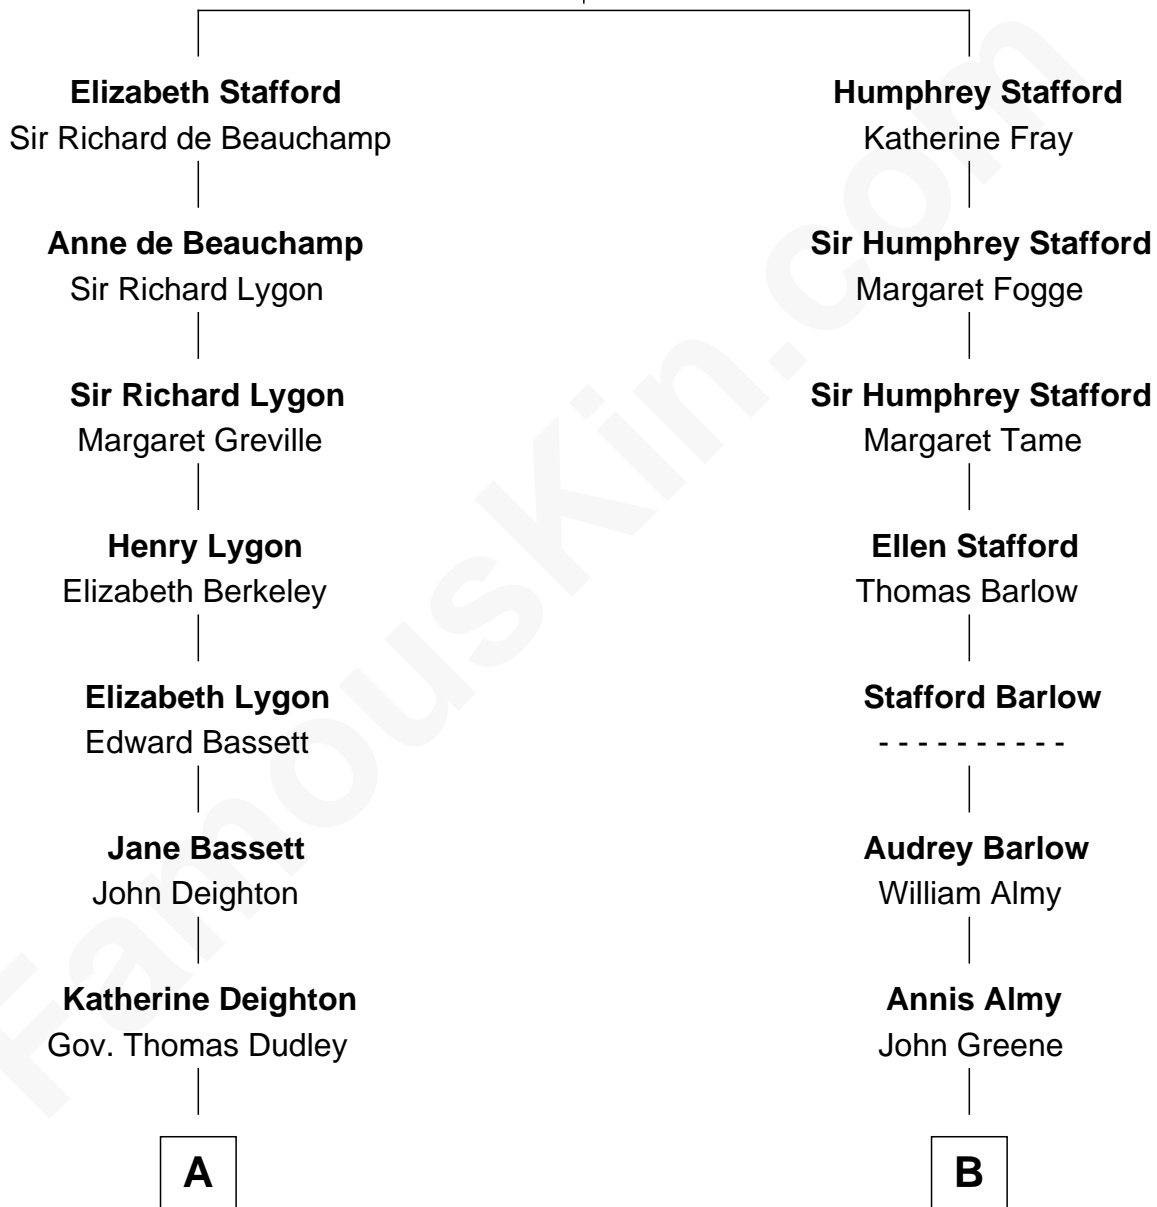 Elizabeth Stafford
Sir Richard de Beauchamp
Anne de Beauchamp
Sir Richard Lygon
Sir Richard Lygon
Margaret Greville
Henry Lygon
Elizabeth Berkeley
Elizabeth Lygon
Edward Bassett
Jane Bassett
John Deighton
Katherine Deighton
Gov. Thomas Dudley
A
Humphrey Stafford
Katherine Fray
Sir Humphrey Stafford
Margaret Fogge
Sir Humphrey Stafford
Margaret Tame
Ellen Stafford
Thomas Barlow
Stafford Barlow
- - - - - - - - - -
Audrey Barlow
William Almy
Annis Almy
John Greene
B
FamousKin.com